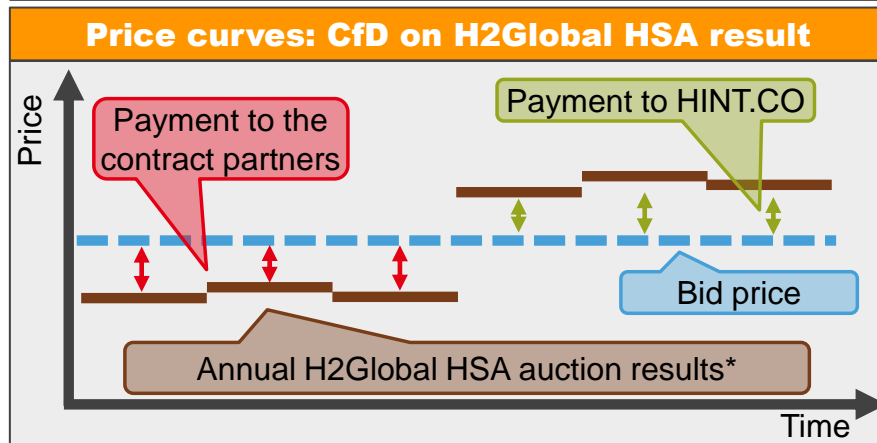 Price curves: CfD on H2Global HSA result
Price
Payment to the
contract partners
Payment to HINT.CO
Bid price
Annual H2Global HSA auction results*
Time